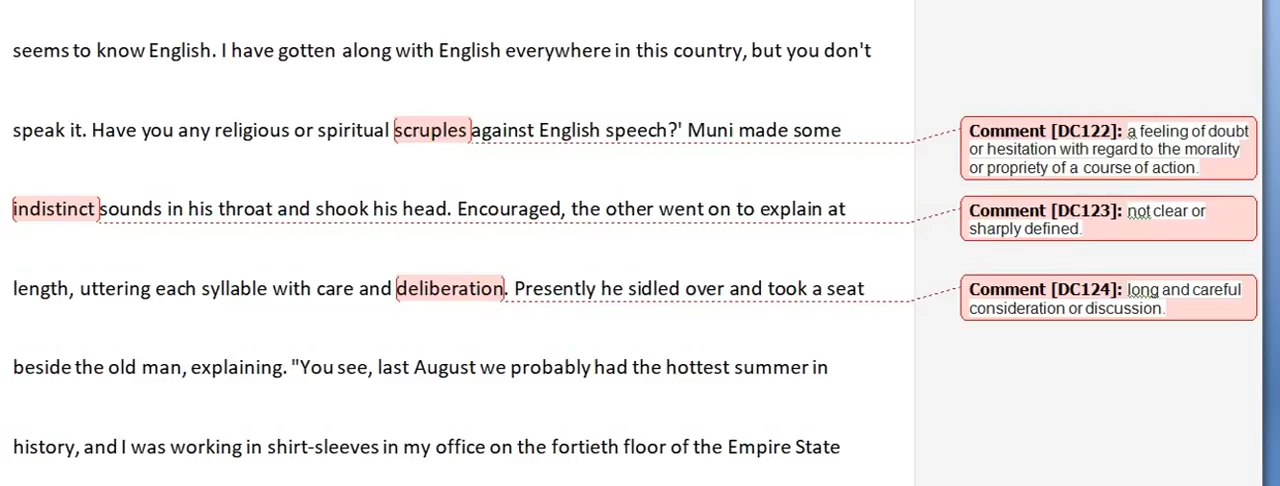 seems to know English. I have gotten along with English everywhere in this country, but you don't
speak it. Have you any religious or spiritual scruples against English speech?' Muni made some
indistinct sounds in his throat and shook his head. Encouraged, the other went on to explain at
length, uttering each syllable with care and deliberation. Presently he sidled over and took a seat
beside the old man, explaining. "You see, last August we probably had the hottest summer in
history, and I was working in shirt-sleeves in my office on the fortieth floor of the Empire State
Comment [DC122]: a feeling of doubt
or hesitation with regard to the morality
or propriety of a course of action.
Comment [DC123]: not clear or
sharply defined.
Comment [DC124]: long and careful
consideration or discussion.